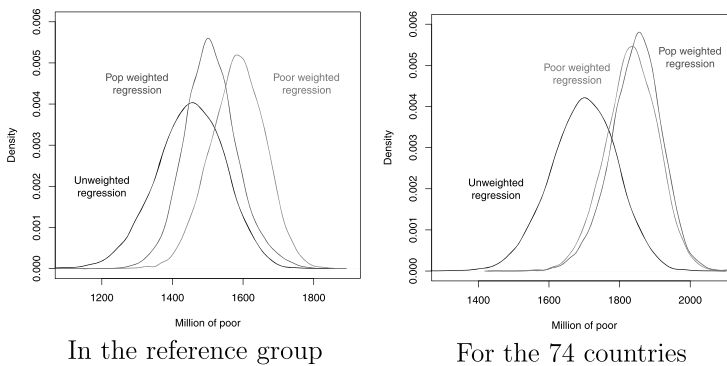 0.006
0.005
0.004
0.003
0.002
0.001
0.000
Density
Pop weighted
regression
Poor weighted
regression
Unweighted
regression
1200 1400 1600 1800
Million of poor
In the reference group
0.006
0.005
0.004
0.003
0.002
0.001
0.000
Density
Poor weighted
regression
Pop weighted
regression
Unweighted
regression
1400 1600 1800 2000
Million of poor
For the 74 countries